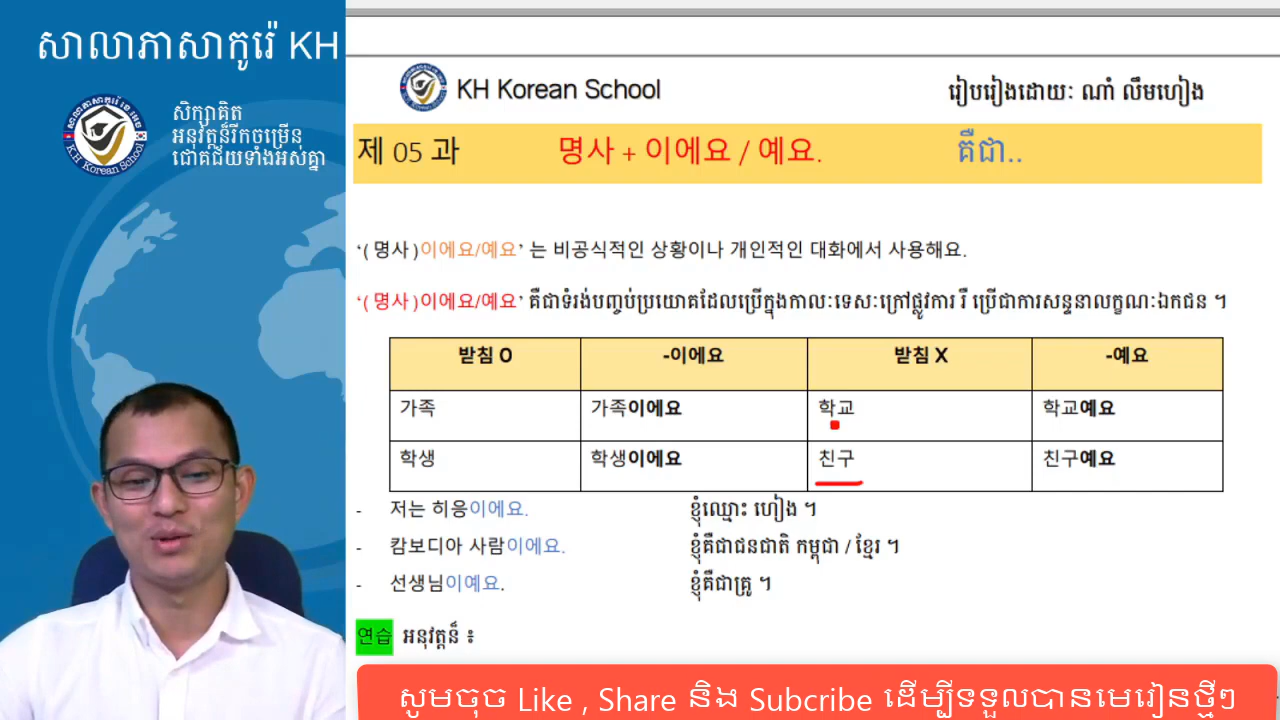 សាលាភាសាកូរ៉េ KH
សិក្សាគិត
អនុវត្តន៏រីកចម្រើន
ជោគជ័យទាំងអស់គ្នា
KH Korean School
រៀបរៀងដោយ: ណាំ លឹមហៀង
제 05 과 명사 + 이에요 / 예요. គឺជា..
‘( 명사 )이에요/예요’ 는 비공식적인 상황이나 개인적인 대화에서 사용해요.
‘( 명사 )이에요/예요’ គឺជាទំរង់បញ្ចប់ប្រយោគដែលប្រើក្នុងកាលៈទេសៈក្រៅផ្លូវការ រឺ ប្រើជាការសន្ទនាលក្ខណៈឯកជន ។
받침 O -이에요 받침 X -예요
가족 가족이에요 학교 학교예요
학생 학생이에요 친구 친구예요
- 저는 히응이에요. ខ្ញុំឈ្មោះ ហៀង ។
- 캄보디아 사람이에요. ខ្ញុំគឺជាជនជាតិ កម្ពុជា / ខ្មែរ ។
- 선생님이예요. ខ្ញុំគឺជាគ្រូ ។
연습 អនុវត្តន៏ ៖
សូមចុច Like , Share និង Subcribe ដើម្បីទទួលបានមេរៀនថ្មីៗ